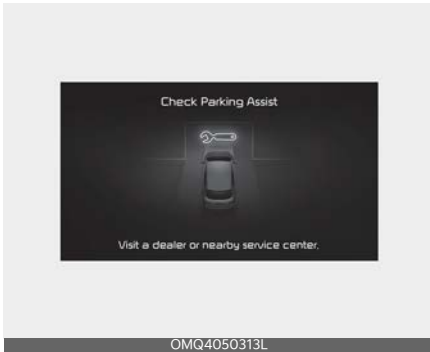 Check Parking Assist
Visit a dealer or nearby service center.
OMQ4050313L